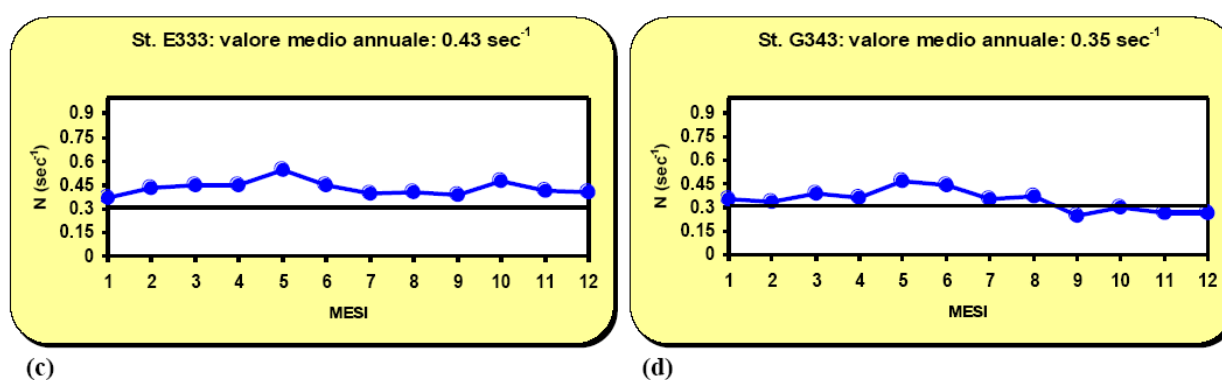 St. E333: valore medio annuale: 0.43 sec-1
N (sec-1)
0.9
0.75
0.6
0.45
0.3
0.15
0
1 2 3 4 5 6 7 8 9 10 11 12
MESI
(c)
St. G343: valore medio annuale: 0.35 sec-1
N (sec-1)
0.9
0.75
0.6
0.45
0.3
0.15
0
1 2 3 4 5 6 7 8 9 10 11 12
MESI
(d)